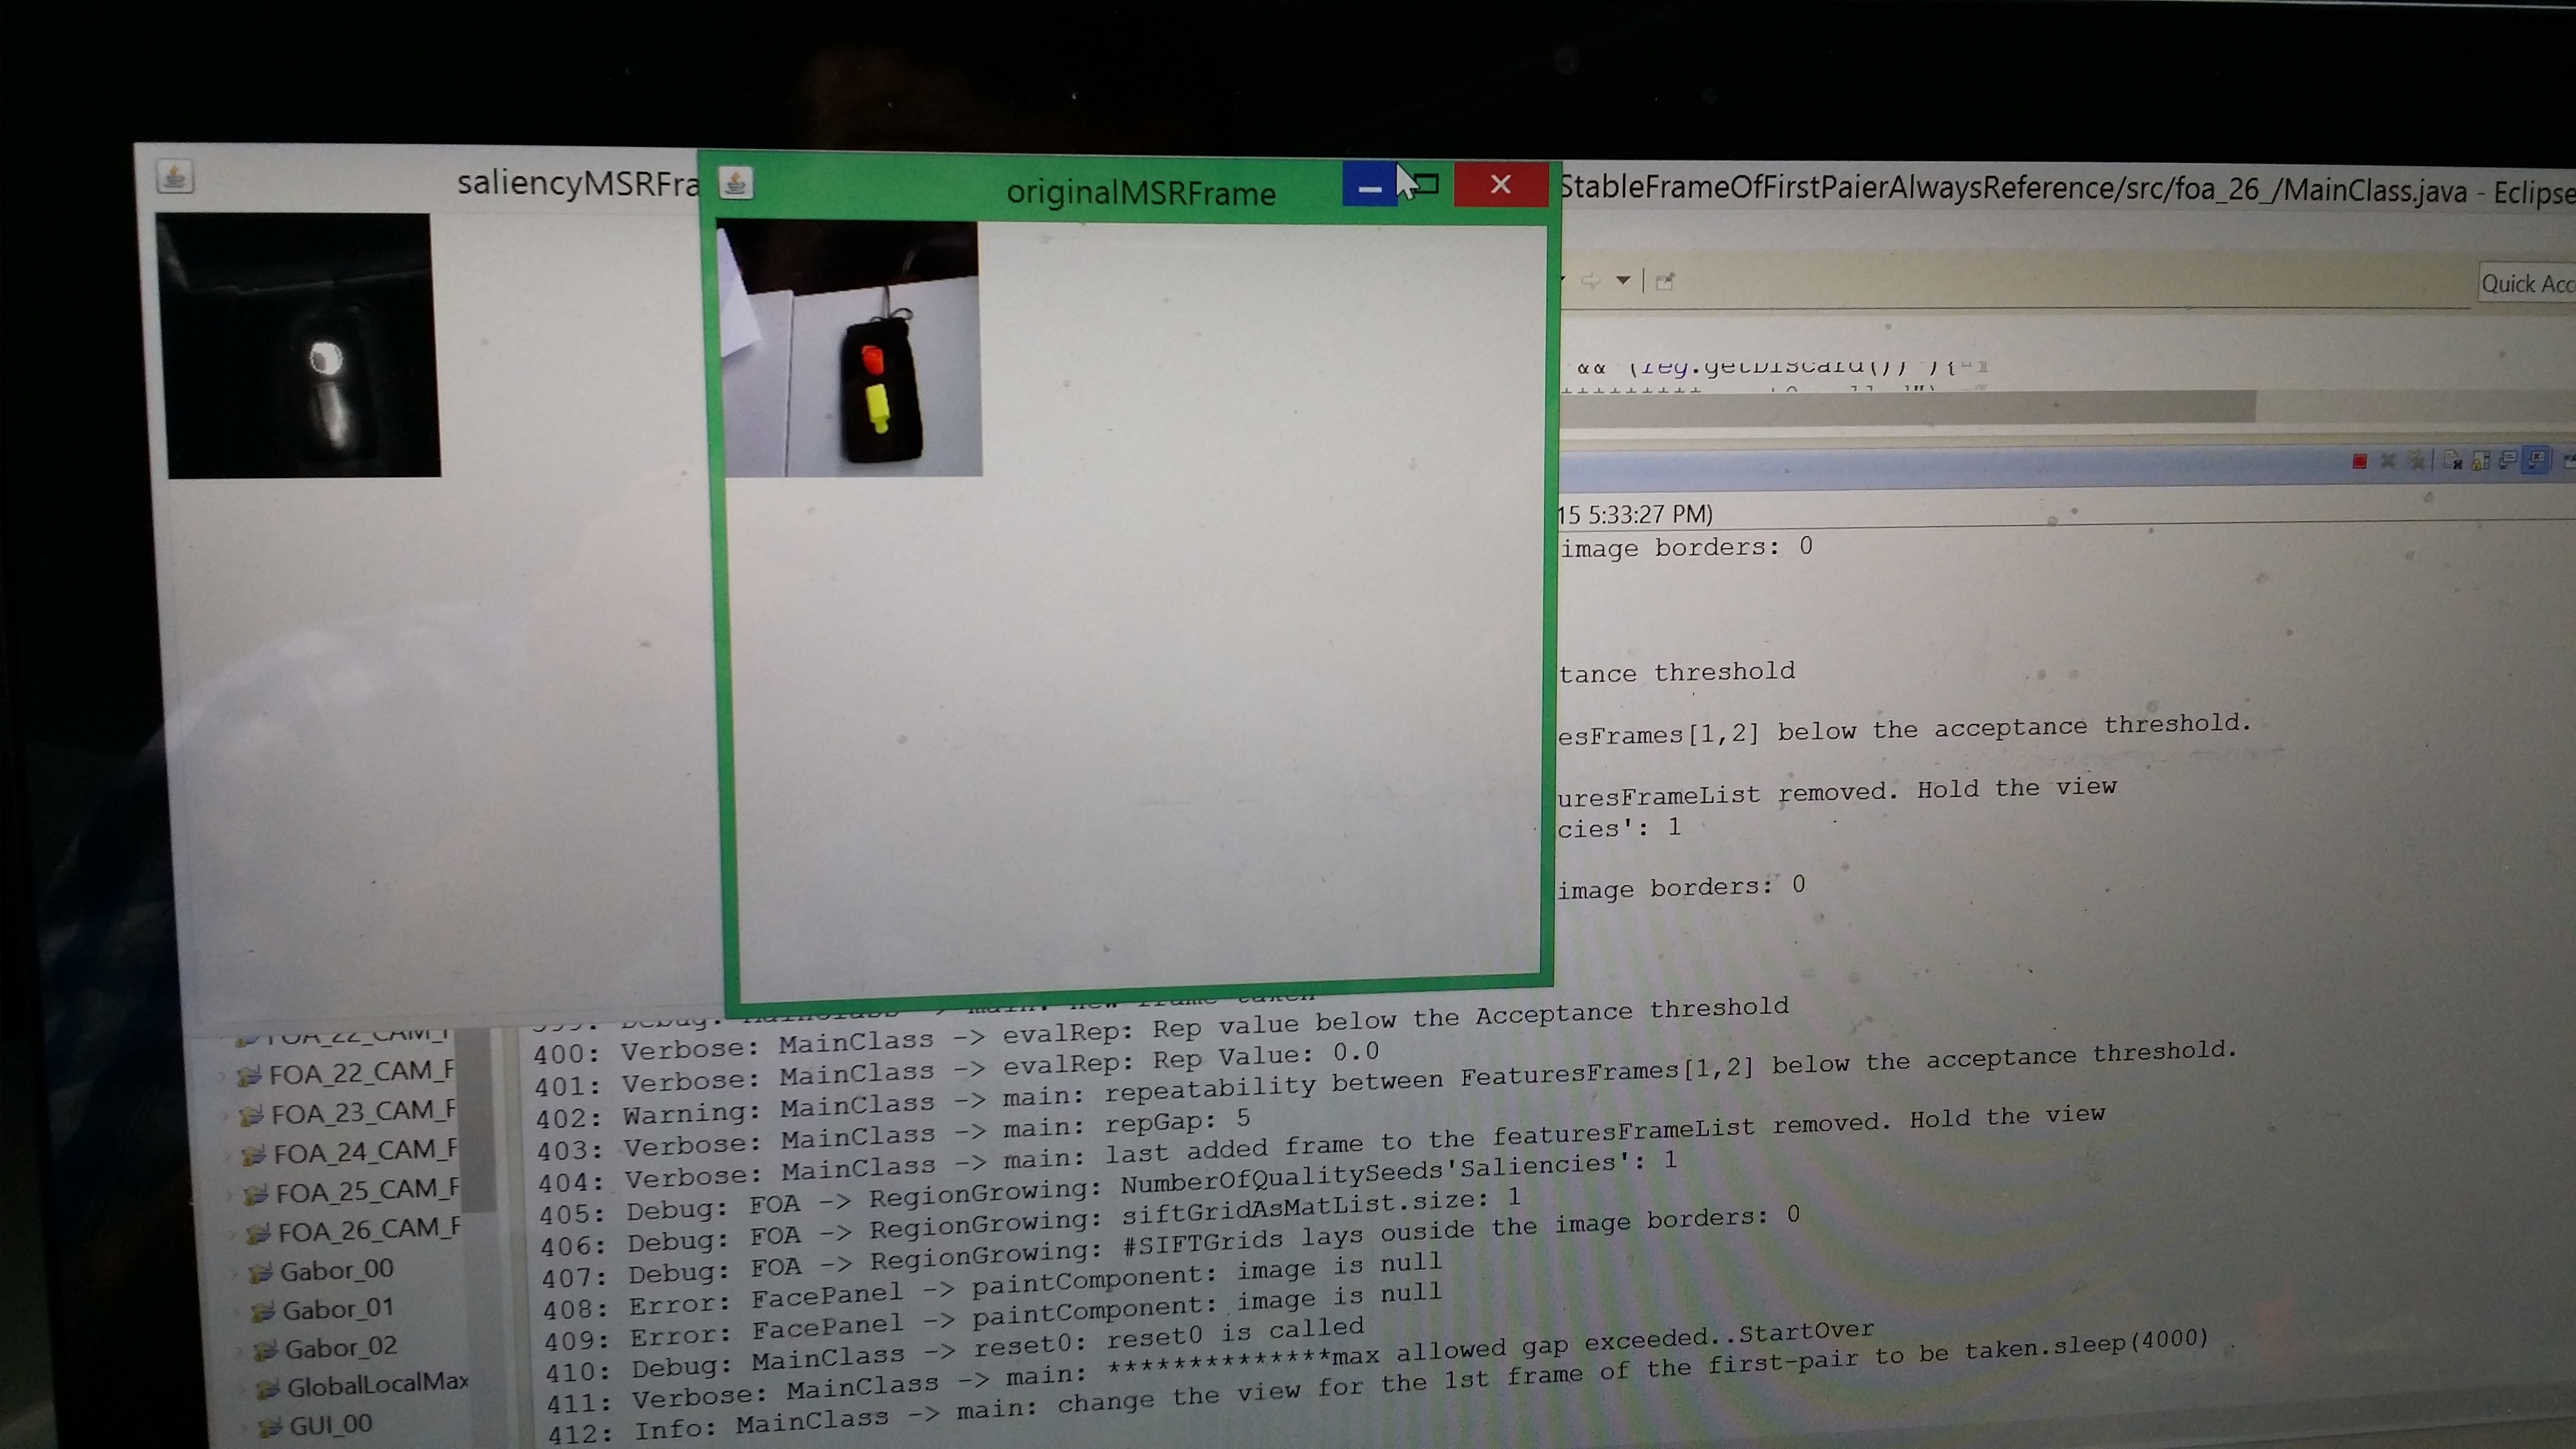 saliencyMSRFra
originalMSRFrame
StableFrameOfFirstPaierAlwaysReference/src/foa_26_/MainClass.java - Eclipse
Quick Acc
&& (reg.getDiscard()) ){
15 5:33:27 PM)
image borders: 0
tance threshold
esFrames[1,2] below the acceptance threshold.
uresFrameList removed. Hold the view
cies': 1
image borders: 0
399: Debug: MainClass -> main: new frame taken
400: Verbose: MainClass -> evalRep: Rep value below the Acceptance threshold
401: Verbose: MainClass -> evalRep: Rep Value: 0.0
402: Warning: MainClass -> main: repeatability between FeaturesFrames[1,2] below the acceptance threshold.
403: Verbose: MainClass -> main: repGap: 5
404: Verbose: MainClass -> main: last added frame to the featuresFrameList removed. Hold the view
405: Debug: FOA -> RegionGrowing: NumberOfQualitySeeds'Saliencies': 1
406: Debug: FOA -> RegionGrowing: siftGridAsMatList.size: 1
407: Debug: FOA -> RegionGrowing: #SIFTGrids lays ouside the image borders: 0
408: Error: FacePanel -> paintComponent: image is null
409: Error: FacePanel -> paintComponent: image is null
410: Debug: MainClass -> reset0: reset0 is called
411: Verbose: MainClass -> main: **************max allowed gap exceeded..StartOver
412: Info: MainClass -> main: change the view for the 1st frame of the first-pair to be taken.sleep(4000)
FOA_22_CAM_F
FOA_22_CAM_F
FOA_23_CAM_F
FOA_24_CAM_F
FOA_25_CAM_F
FOA_26_CAM_F
Gabor_00
Gabor_01
Gabor_02
GlobalLocalMax
GUI_00